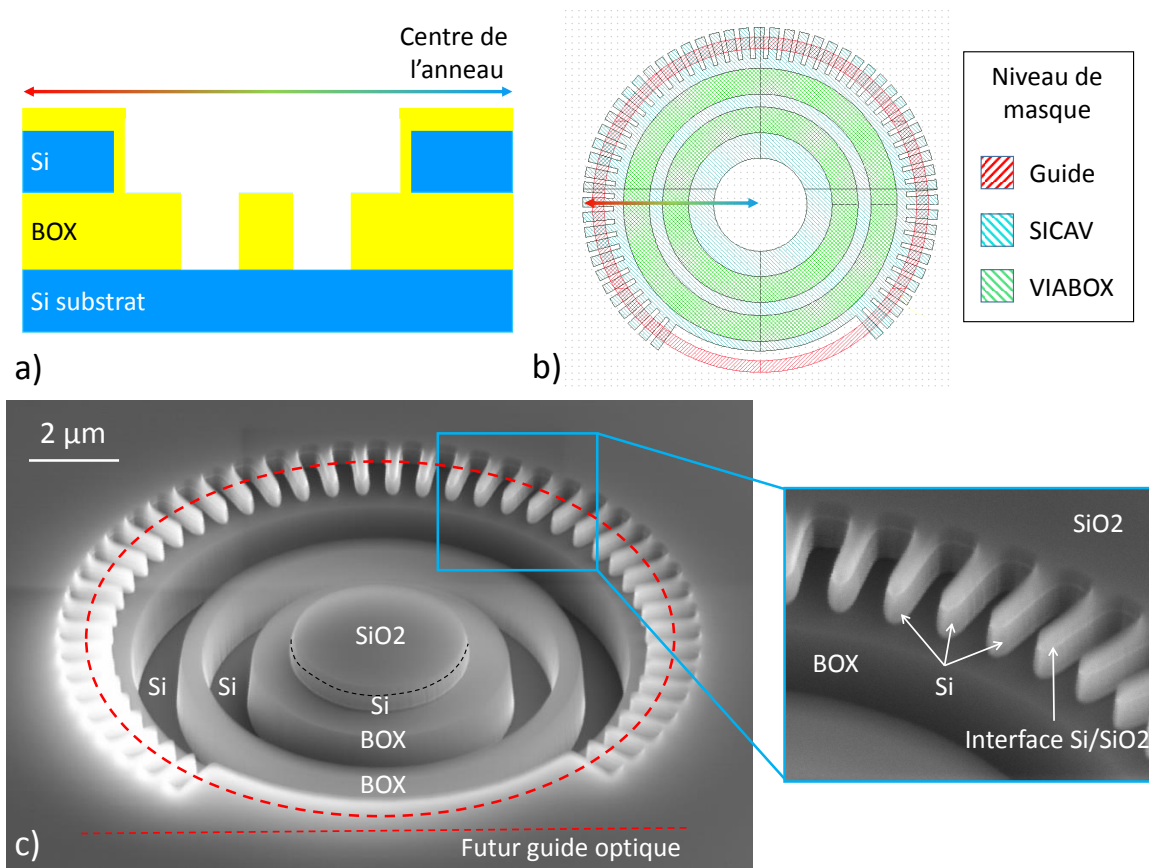 Centre de
l'anneau
Si
BOX
Si substrat
a)
b)
Niveau de
masque
Guide
SICAV
VIABOX
2 µm
SiO2
Si
Si
Si
BOX
BOX
Futur guide optique
c)
SiO2
BOX
Si
Interface Si/SiO2